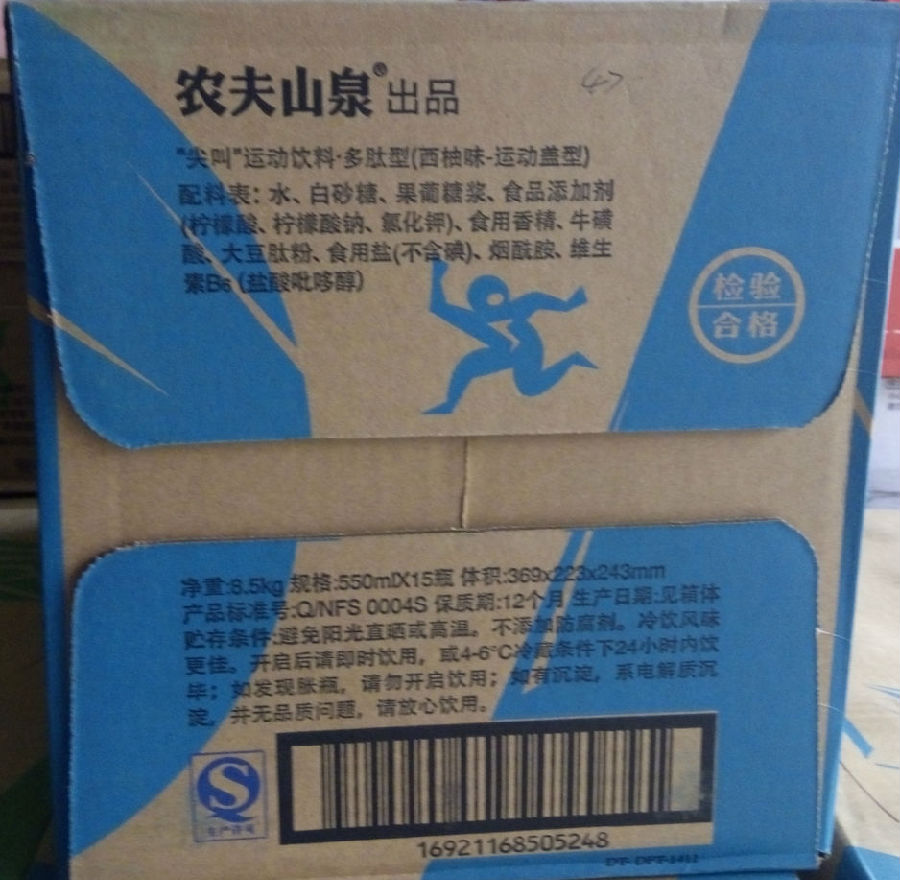 农夫山泉®出品
47
"尖叫"运动饮料·多肽型(西柚味-运动盖型)
配料表：水、白砂糖、果葡糖浆、食品添加剂
(柠檬酸、柠檬酸钠、氯化钾)、食用香精、牛磺
酸、大豆肽粉、食用盐(不含碘)、烟酰胺、维生
素B6 (盐酸吡哆醇)
检验
合格
净重:8.5kg 规格:550mlX15瓶 体积:369x223x243mm
产品标准号:Q/NFS 0004S 保质期:12个月 生产日期:见箱体
贮存条件:避免阳光直晒或高温。不添加防腐剂。冷饮风味
更佳。开启后请即时饮用，或4-6°C冷藏条件下24小时内饮
毕；如发现胀瓶，请勿开启饮用；如有沉淀，系电解质沉
淀，并无品质问题，请放心饮用。
生产许可
16921168505248
DT- DFT-1411